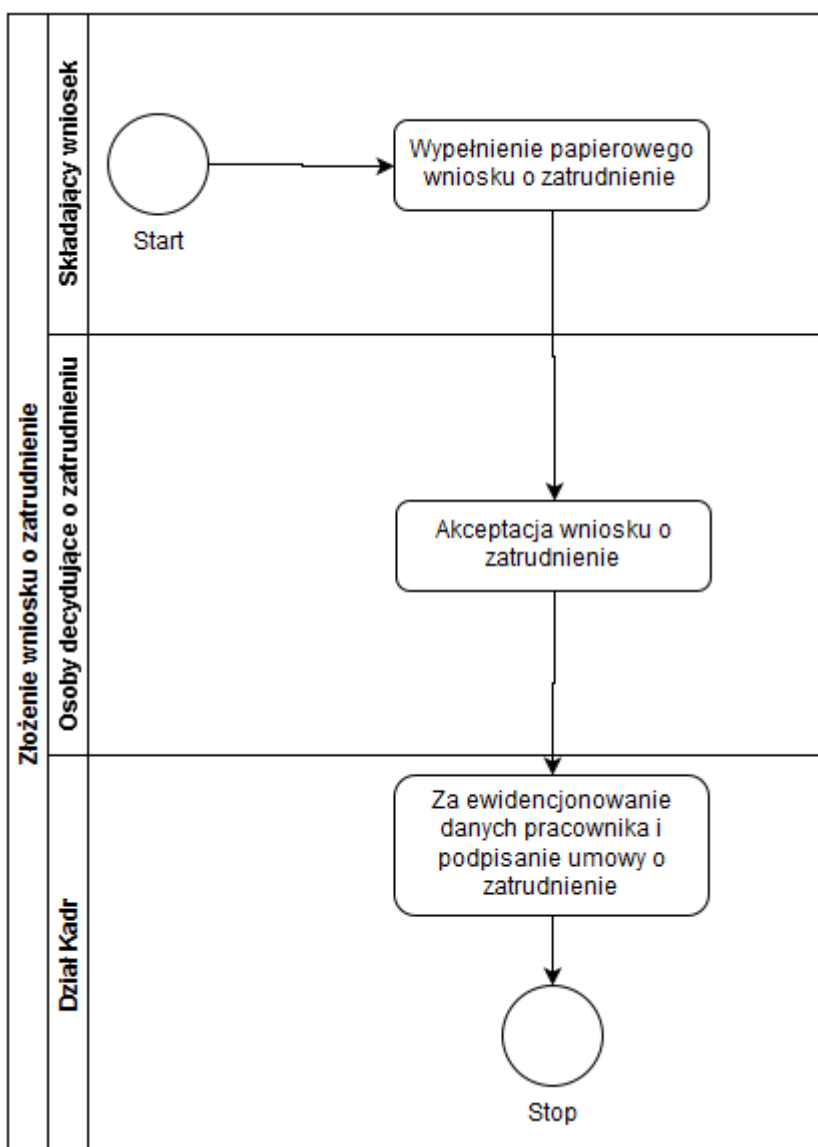 Złożenie wniosku o zatrudnienie
Składający wniosek
Start
Wypełnienie papierowego
wniosku o zatrudnienie
Osoby decydujące o zatrudnieniu
Akceptacja wniosku o
zatrudnienie
Dział Kadr
Za ewidencjonowanie
danych pracownika i
podpisanie umowy o
zatrudnienie
Stop